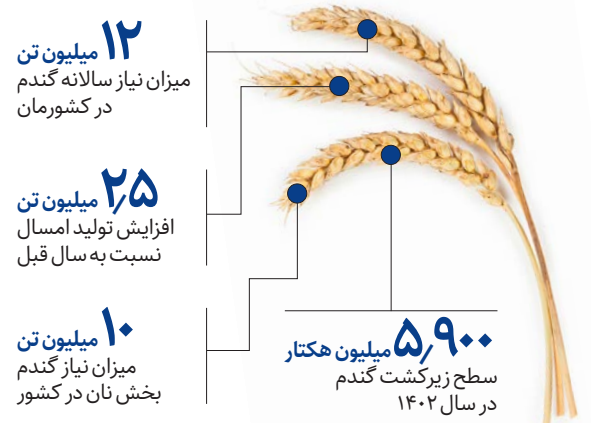 ۱۲ میلیون تن
میزان نیاز سالانه گندم
در کشورمان
۲٫۵ میلیون تن
افزایش تولید امسال
نسبت به سال قبل
۱۰ میلیون تن
میزان نیاز گندم
بخش نان در کشور
۵٫۹۰۰ میلیون هکتار
سطح زیرکشت گندم
در سال ۱۴۰۲